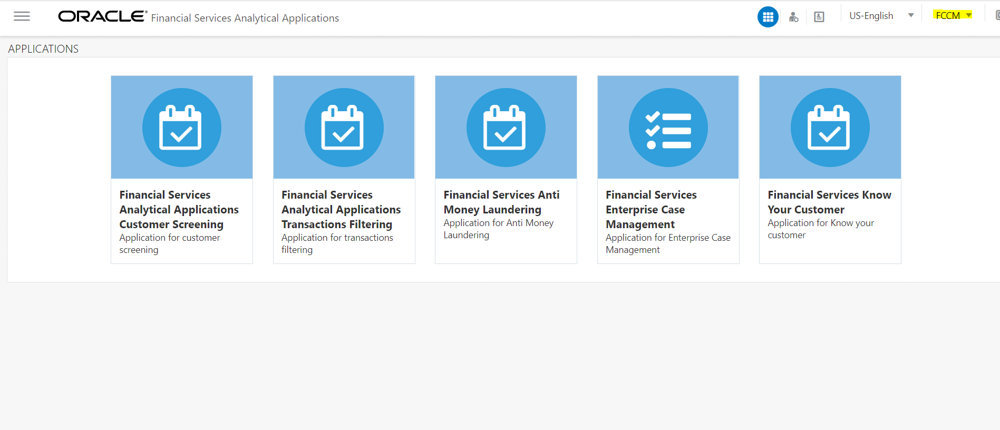 ORACLE® Financial Services Analytical Applications
US-English
FCCM
APPLICATIONS
Financial Services
Analytical Applications
Customer Screening
Application for customer
screening
Financial Services
Analytical Applications
Transactions Filtering
Application for transactions
filtering
Financial Services Anti
Money Laundering
Application for Anti Money
Laundering
Financial Services
Enterprise Case
Management
Application for Enterprise Case
Management
Financial Services Know
Your Customer
Application for Know your
customer